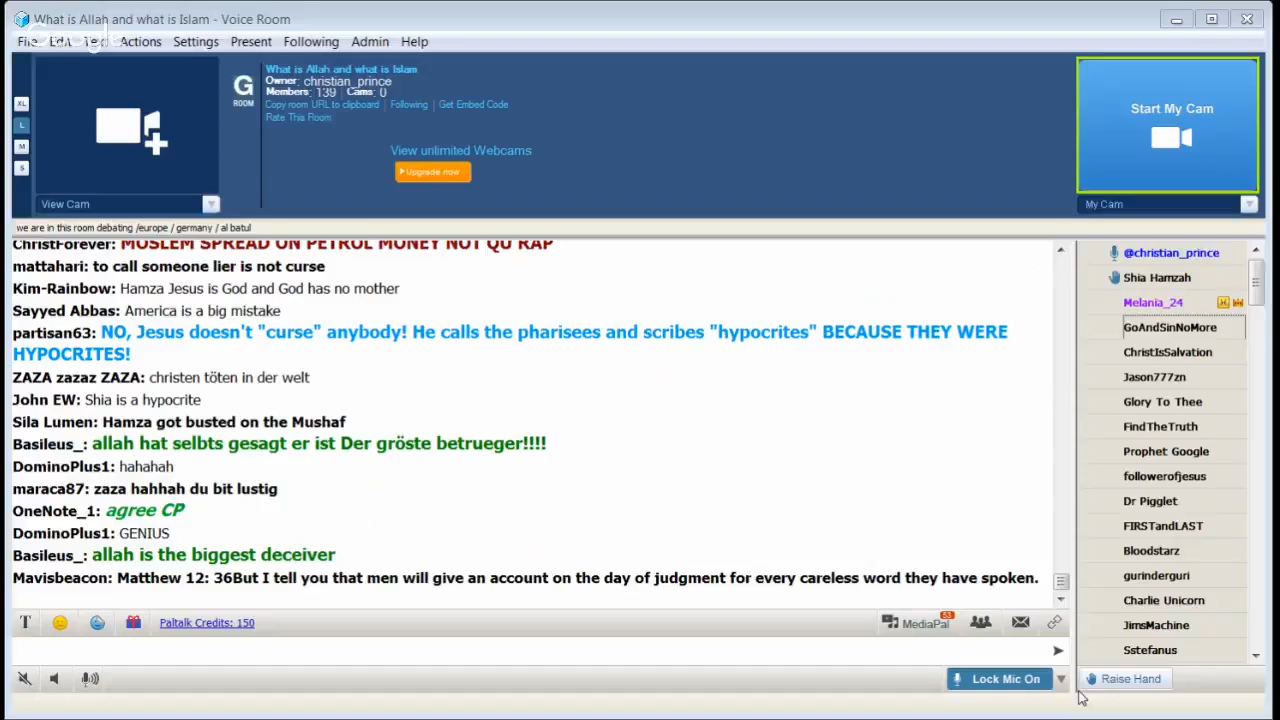 What is Allah and what is Islam - Voice Room
Google
File Edit Text Actions Settings Present Following Admin Help
XL
L
M
S
View Cam
G
ROOM
What is Allah and what is Islam
Owner: christian_prince
Members: 139 Cams: 0
Copy room URL to clipboard | Following | Get Embed Code
Rate This Room
View unlimited Webcams
Upgrade now
Start My Cam
My Cam
we are in this room debating /europe / germany / al batul
ChristForever: MOSLEM SPREAD ON PETROL MONEY NOT QU RAP
mattahari: to call someone lier is not curse
Kim-Rainbow: Hamza Jesus is God and God has no mother
Sayyed Abbas: America is a big mistake
partisan63: NO, Jesus doesn't "curse" anybody! He calls the pharisees and scribes "hypocrites" BECAUSE THEY WERE
HYPOCRITES!
ZAZA zazaz ZAZA: christen töten in der welt
John EW: Shia is a hypocrite
Sila Lumen: Hamza got busted on the Mushaf
Basileus_: allah hat selbts gesagt er ist Der gröste betrueger!!!!
DominoPlus1: hahahah
maraca87: zaza hahhah du bit lustig
OneNote_1: agree CP
DominoPlus1: GENIUS
Basileus_: allah is the biggest deceiver
Mavisbeacon: Matthew 12: 36But I tell you that men will give an account on the day of judgment for every careless word they have spoken.
@christian_prince
Shia Hamzah
Melania_24
GoAndSinNoMore
ChristIsSalvation
Jason777zn
Glory To Thee
FindTheTruth
Prophet Google
followerofjesus
Dr Pigglet
FIRSTandLAST
Bloodstarz
gurinderguri
Charlie Unicorn
JimsMachine
Sstefanus
T
Paltalk Credits: 150
MediaPal
53
Lock Mic On
Raise Hand